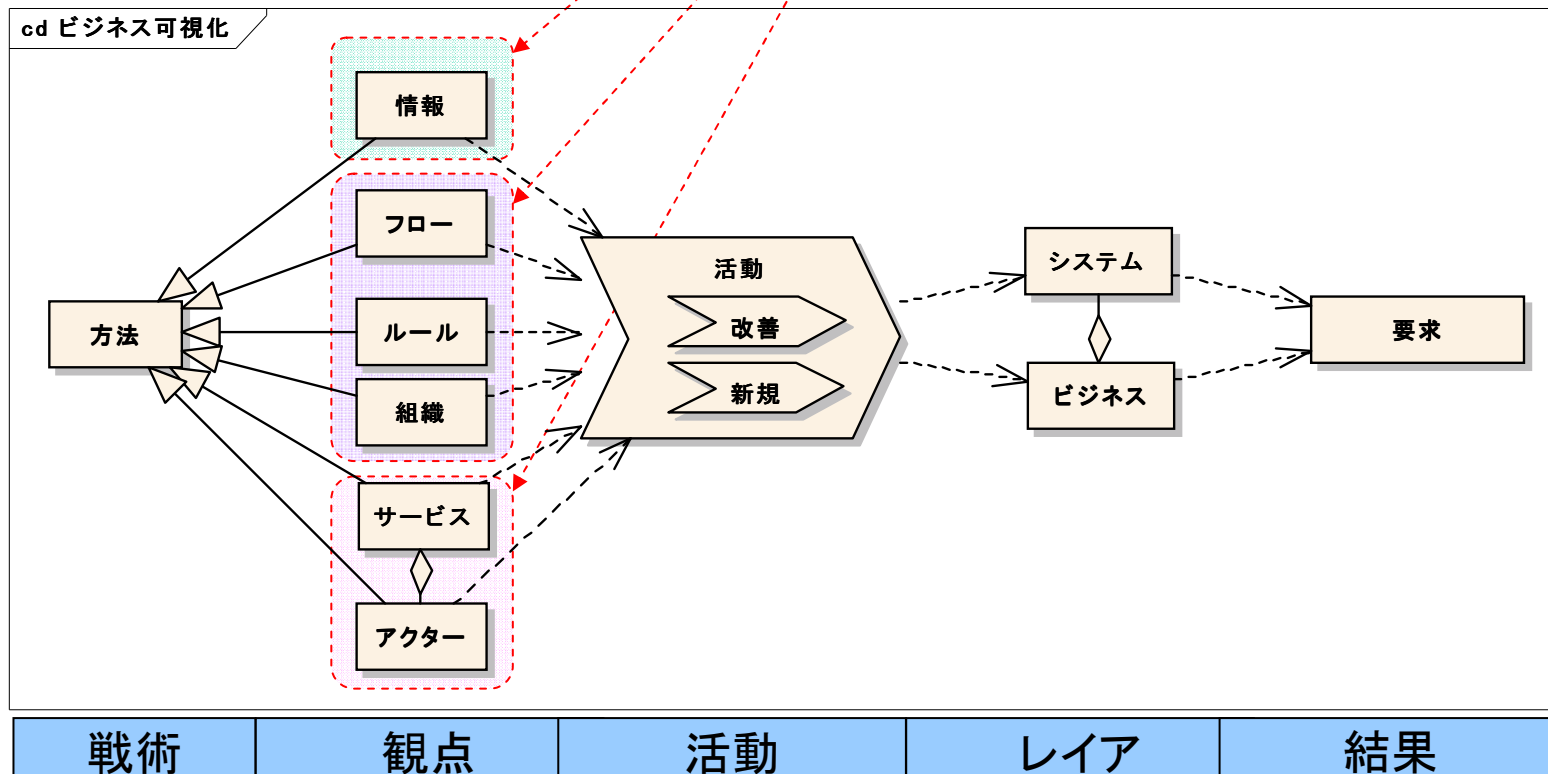 cd ビジネス可視化
情報
フロー
ルール
組織
サービス
アクター
方法
活動
改善
新規
システム
ビジネス
要求
戦術
観点
活動
レイア
結果